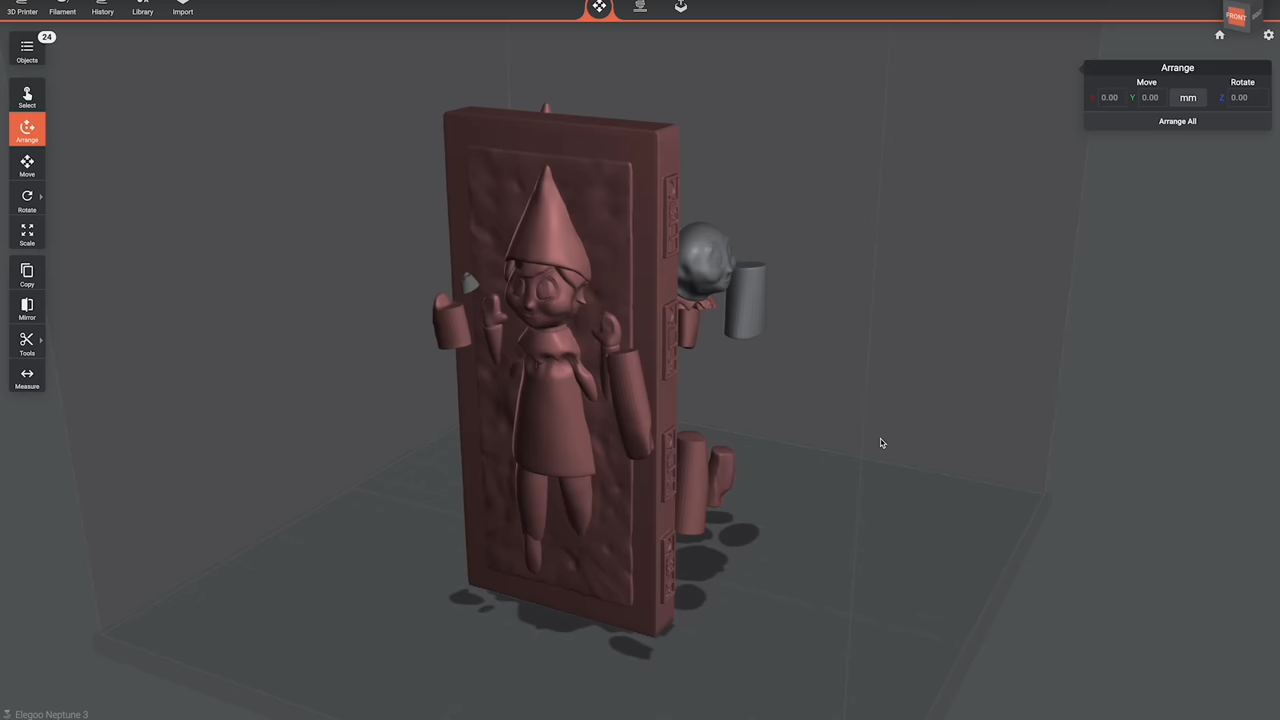 3D Printer
Filament
History
Library
Import
FRONT
24
Objects
Select
Arrange
Move
Rotate
Scale
Copy
Mirror
Tools
Measure
Arrange
Move Rotate
X 0.00 Y 0.00 mm Z 0.00
Arrange All
Elegoo Neptune 3